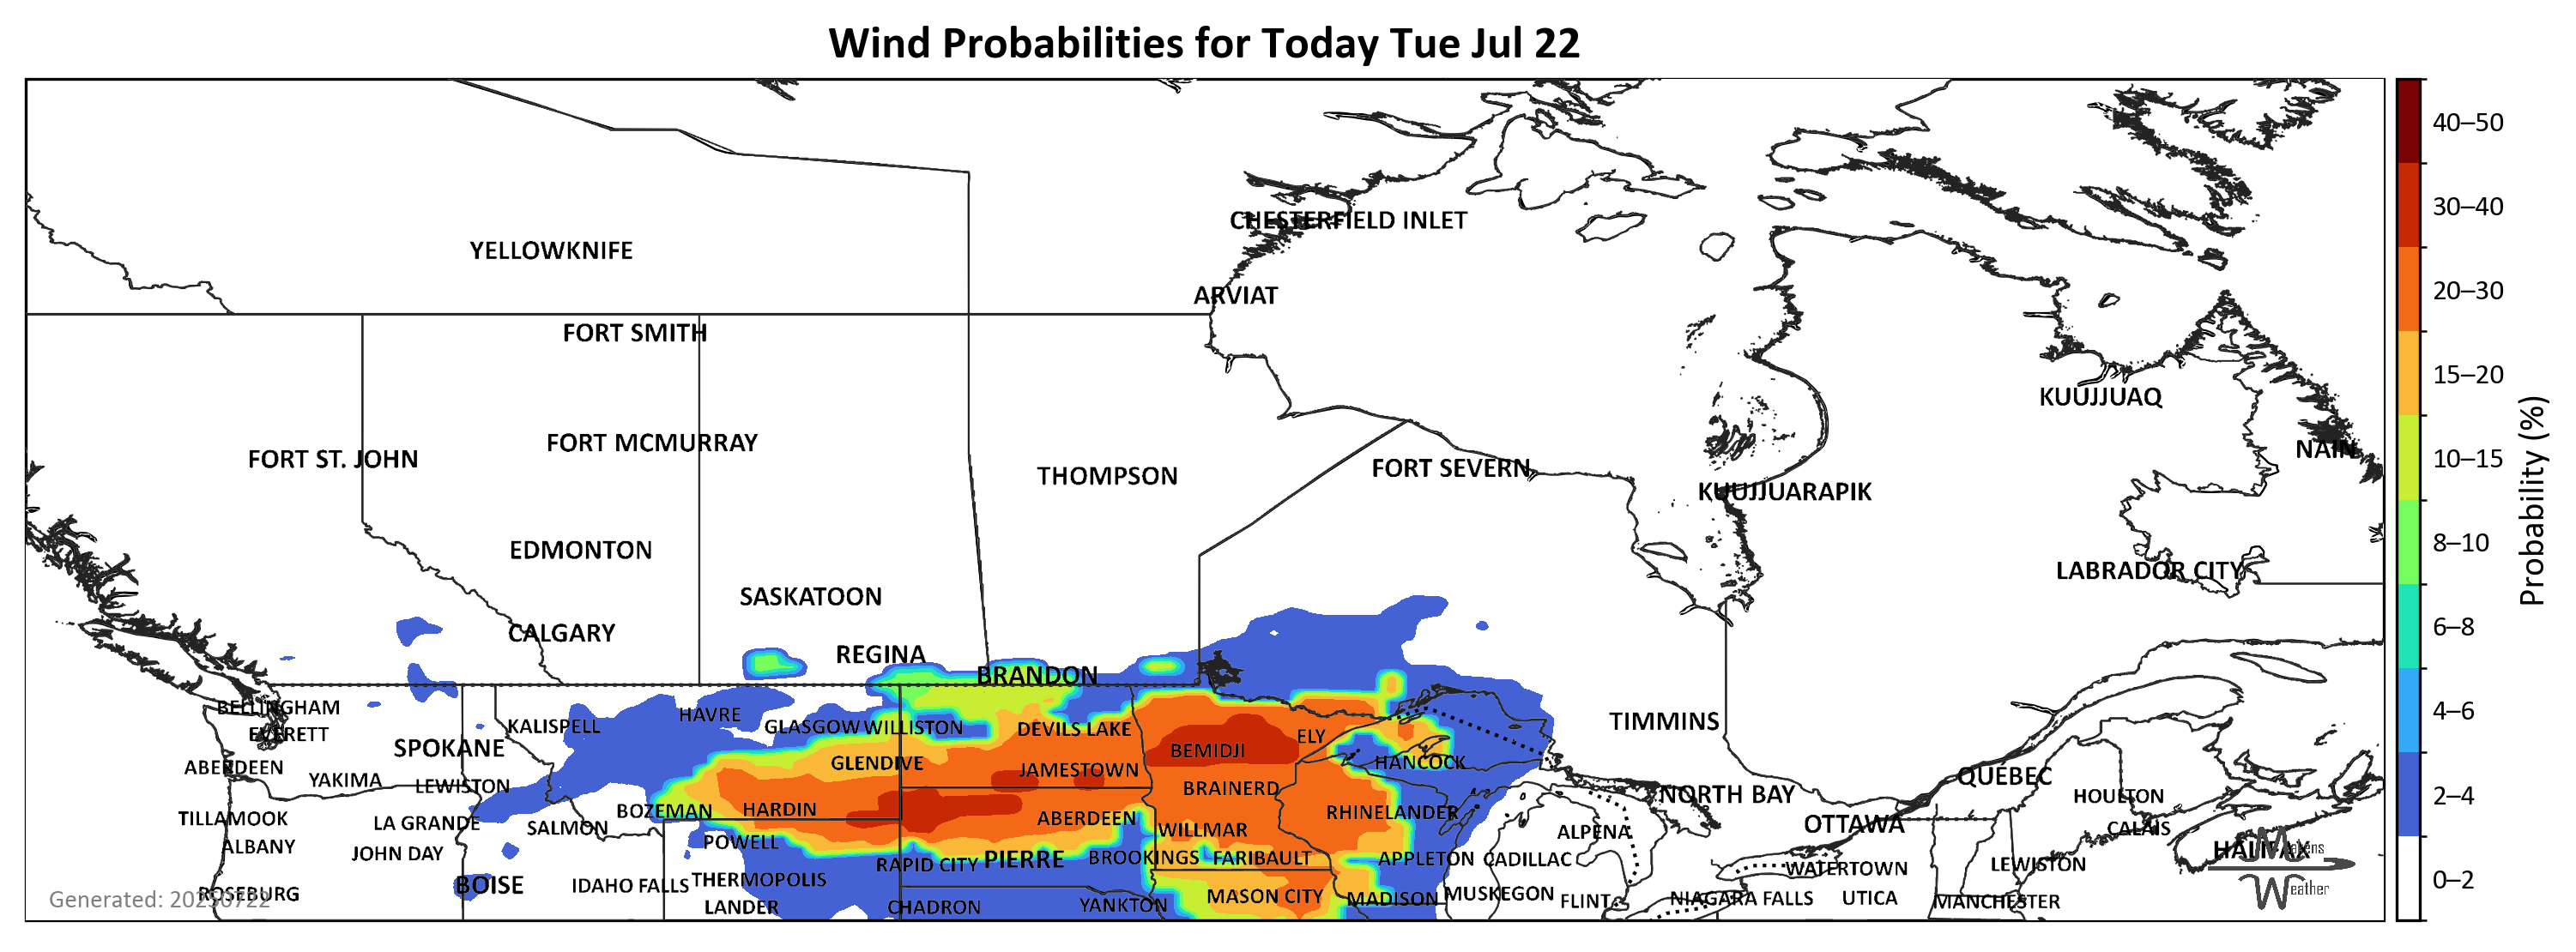 Wind Probabilities for Today Tue Jul 22
40–50
30–40
20–30
15–20
10–15
8–10
6–8
4–6
2–4
0–2
Probability (%)
CHESTERFIELD INLET
YELLOWKNIFE
ARVIAT
FORT SMITH
KUUJJUAQ
FORT MCMURRAY
NAIN
FORT ST. JOHN
FORT SEVERN
THOMPSON
KUUJJUARAPIK
EDMONTON
LABRADOR CITY
SASKATOON
CALGARY
REGINA
BRANDON
BELLINGHAM
HAVRE
TIMMINS
KALISPELL
GLASGOW
WILLISTON
DEVILS LAKE
EVERETT
ELY
SPOKANE
BEMIDJI
GLENDIVE
HANCOCK
ABERDEEN
JAMESTOWN
QUÉBEC
YAKIMA
LEWISTON
BRAINERD
NORTH BAY
HOULTON
BOZEMAN
HARDIN
RHINELANDER
TILLAMOOK
LA GRANDE
SALMON
ABERDEEN
WILLMAR
ALPENA
OTTAWA
CALAIS
ALBANY
JOHN DAY
POWELL
RAPID CITY
PIERRE
BROOKINGS
FARIBAULT
APPLETON
CADILLAC
WATERTOWN
LEWISTON
HALIFAX
BOISE
IDAHO FALLS
THERMOPOLIS
ROSEBURG
MASON CITY
MADISON
MUSKEGON
FLINT
NIAGARA FALLS
UTICA
MANCHESTER
LANDER
CHADRON
YANKTON
Generated: 20250722
eather